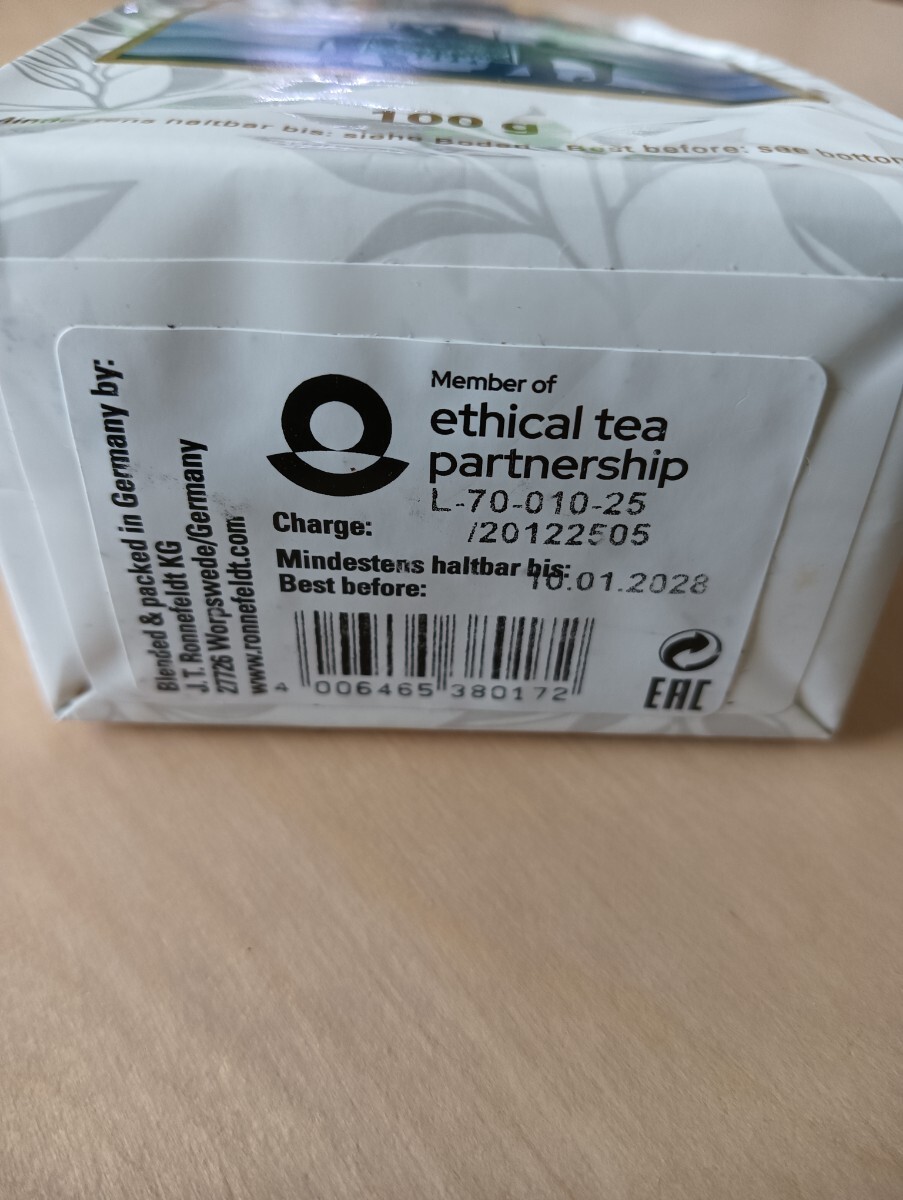 100 g
Mindestens haltbar bis: siehe Boden Best before: see bottom
Blended & packed in Germany by:
J. T. Ronnefeldt KG
27726 Worpswede/Germany
www.ronnefeldt.com
Member of
ethical tea
partnership
L-70-010-25
Charge: /20122505
Mindestens haltbar bis:
Best before: 10.01.2028
4 006465 380172
EAC